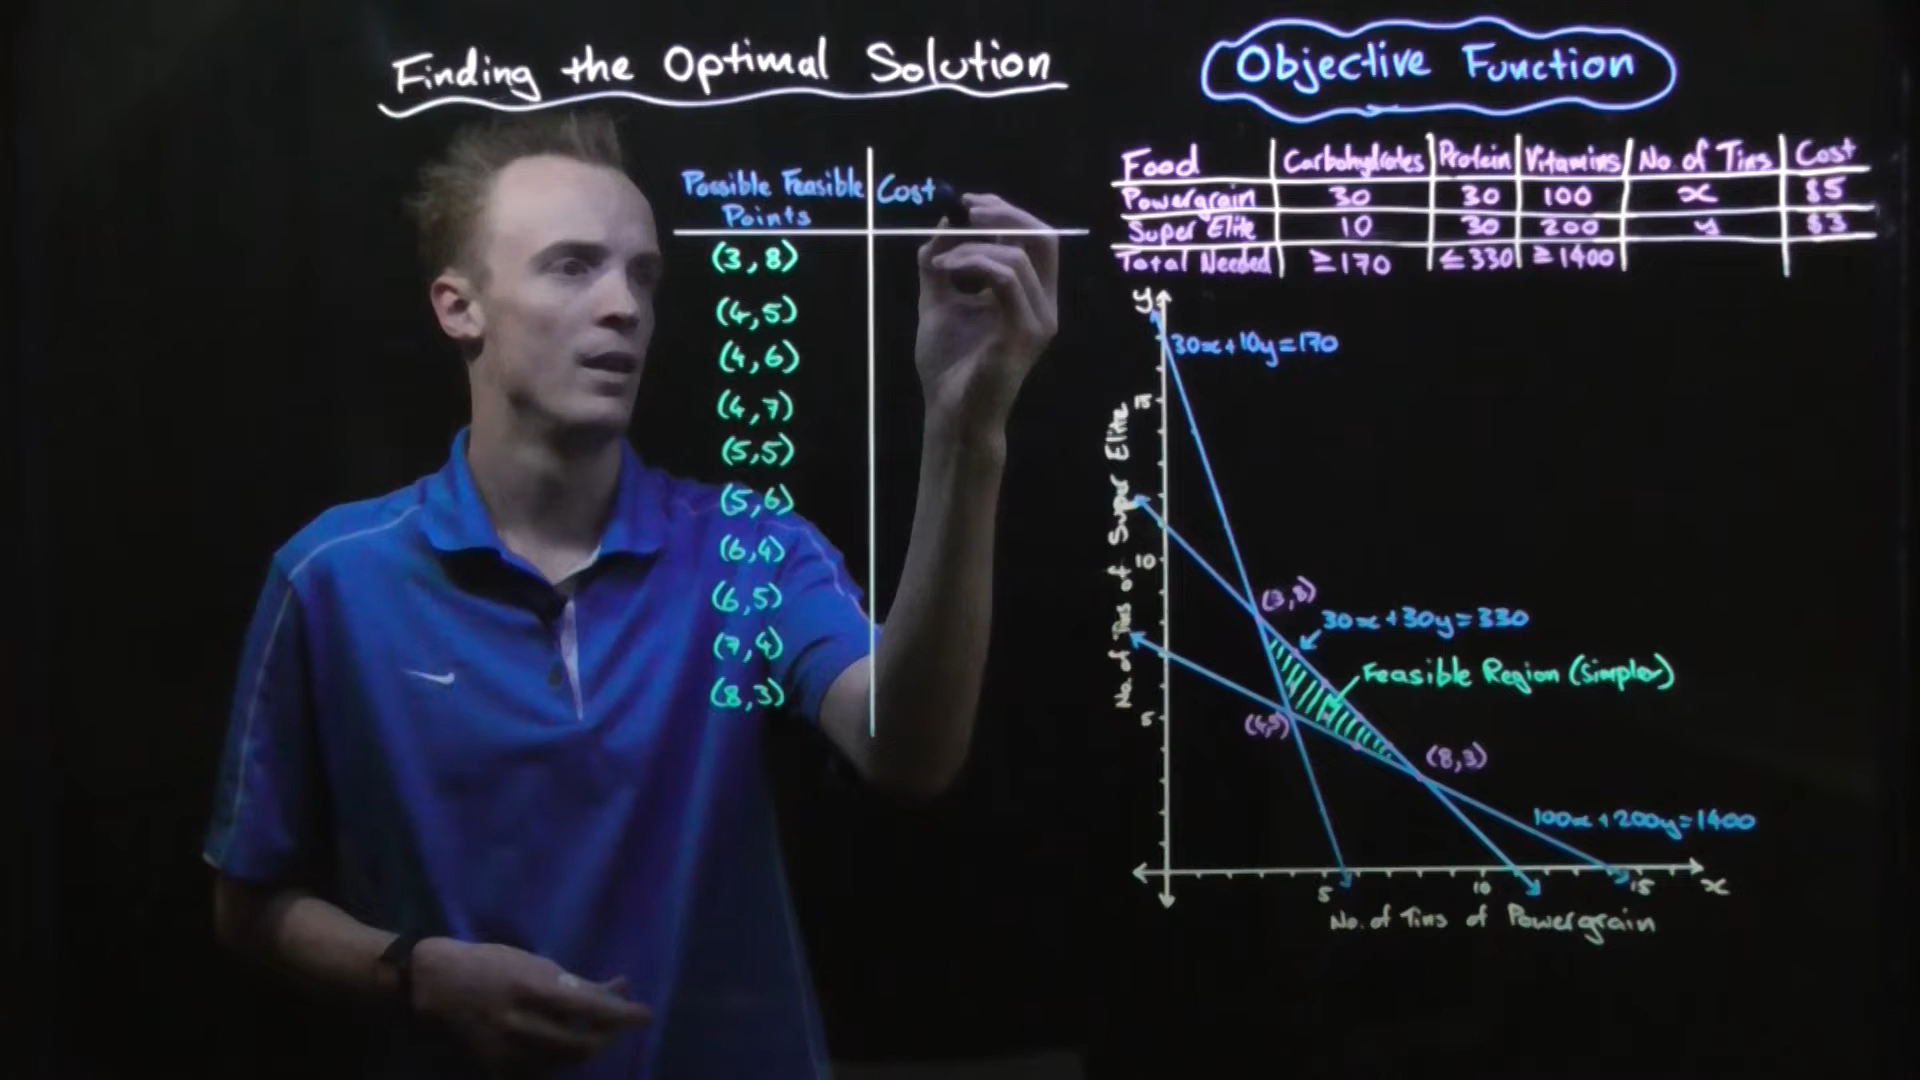 Finding the Optimal Solution
Possible Feasible
Points
Cost
(3,8)
(4,5)
(4,6)
(4,7)
(5,5)
(5,6)
(6,4)
(6,5)
(7,4)
(8,3)
Objective Function
Food Carbohydrates Protein Vitamins No. of Tins Cost
Powergrain 30 30 100 x $5
Super Elite 10 30 200 y $3
Total Needed ≥170 ≤330 ≥1400
y
30x+10y=170
15
10
5
No. of Tins of Super Elite
(3,8)
30x+30y=330
Feasible Region (Simplex)
(4,5)
(8,3)
100x+200y=1400
5 10 15 x
No. of Tins of Powergrain